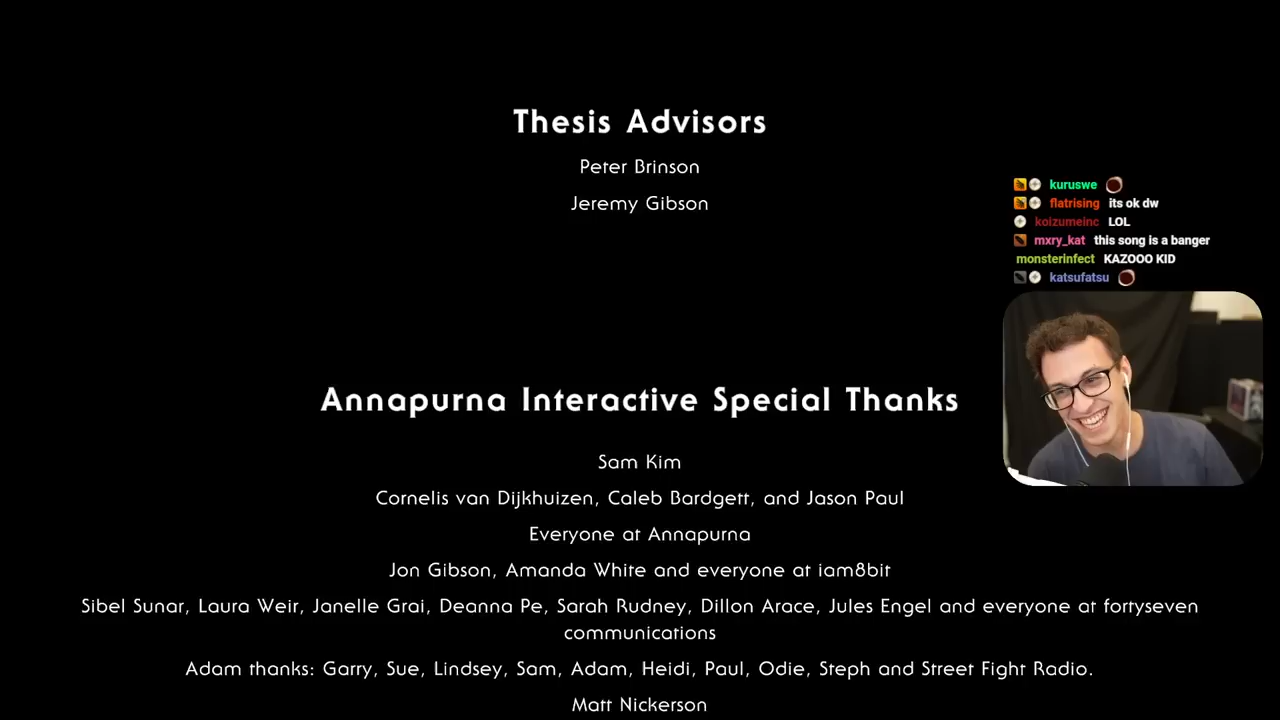 Thesis Advisors
Peter Brinson
Jeremy Gibson
kuruswe
flatrising its ok dw
koizumeinc LOL
mxry_kat this song is a banger
monsterinfect KAZOOO KID
katsufatsu
Annapurna Interactive Special Thanks
Sam Kim
Cornelis van Dijkhuizen, Caleb Bardgett, and Jason Paul
Everyone at Annapurna
Jon Gibson, Amanda White and everyone at iam8bit
Sibel Sunar, Laura Weir, Janelle Grai, Deanna Pe, Sarah Rudney, Dillon Arace, Jules Engel and everyone at fortyseven
communications
Adam thanks: Garry, Sue, Lindsey, Sam, Adam, Heidi, Paul, Odie, Steph and Street Fight Radio.
Matt Nickerson